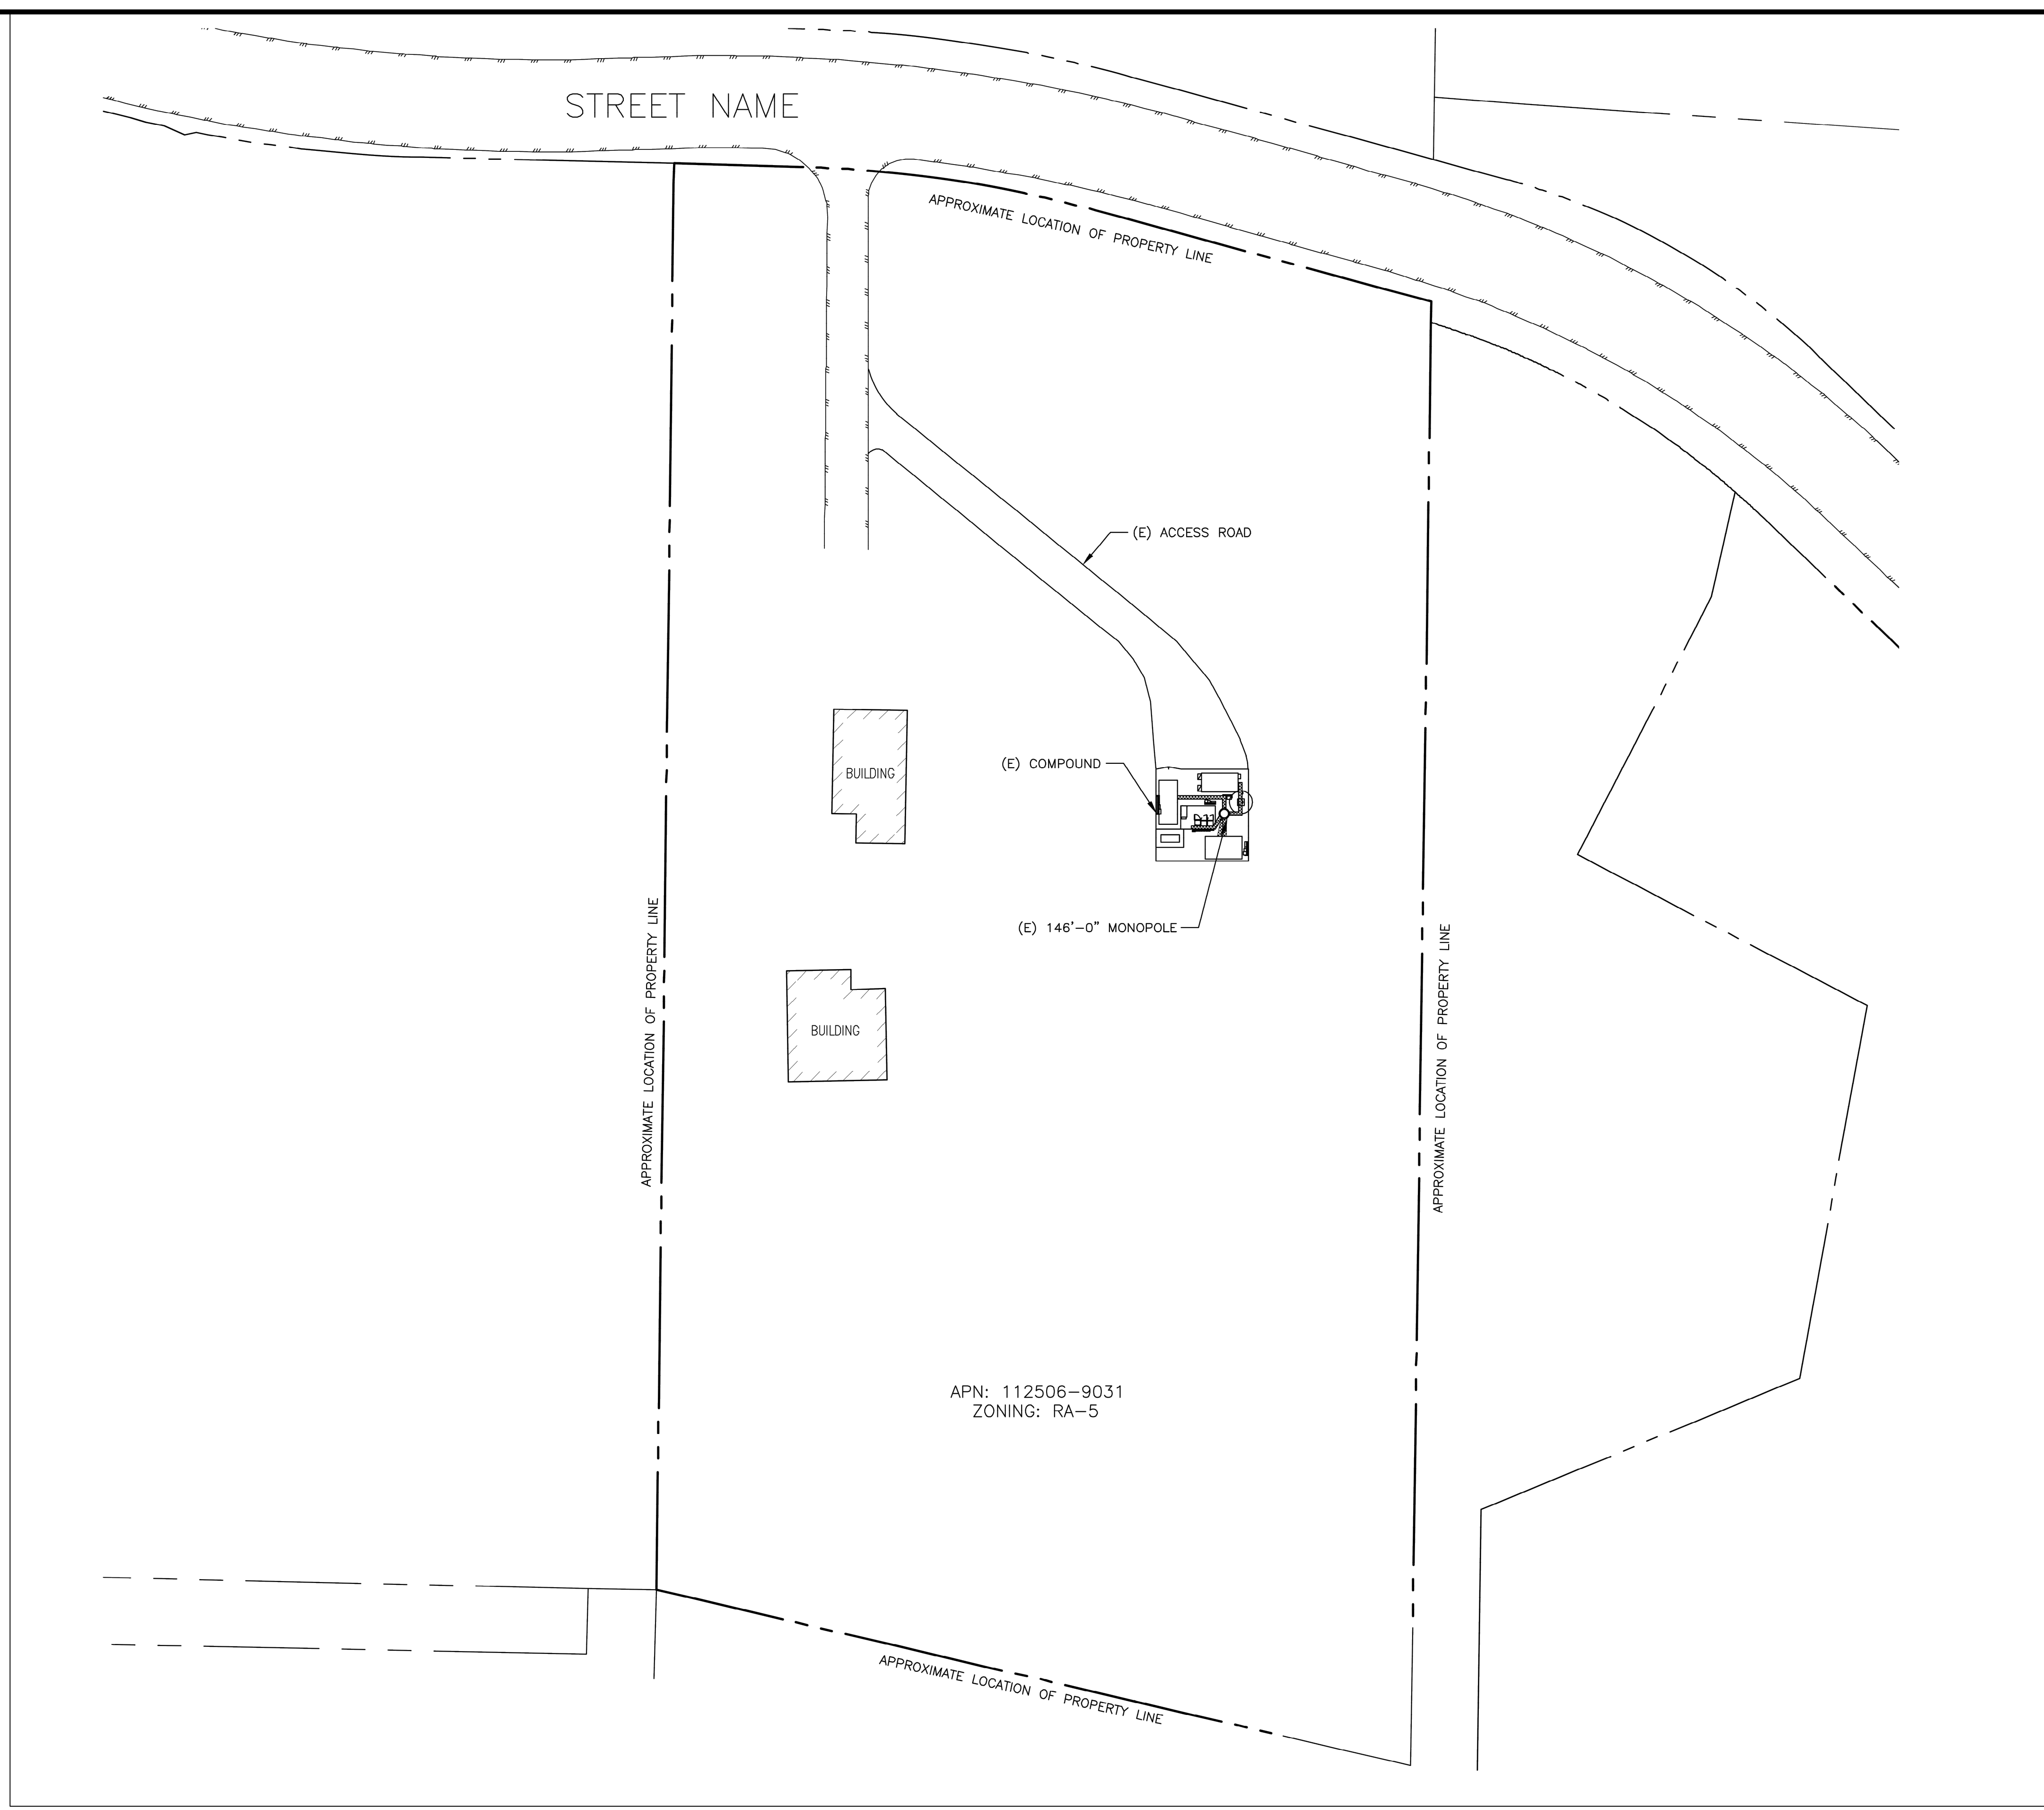 STREET NAME
APPROXIMATE LOCATION OF PROPERTY LINE
(E) ACCESS ROAD
(E) COMPOUND
BUILDING
(E) 146'-0" MONOPOLE
APPROXIMATE LOCATION OF PROPERTY LINE
APPROXIMATE LOCATION OF PROPERTY LINE
BUILDING
APN: 112506-9031
ZONING: RA-5
APPROXIMATE LOCATION OF PROPERTY LINE